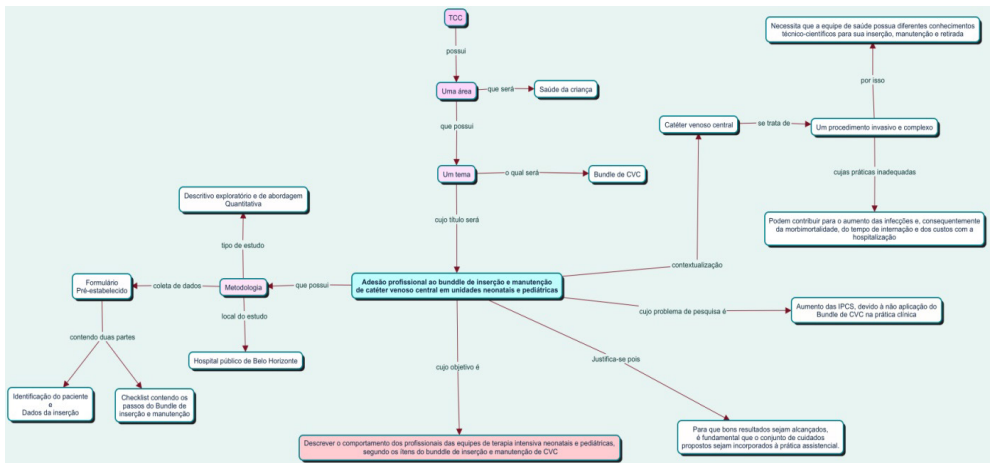 TCC
possui
Uma área
que será
Saúde da criança
que possui
Um tema
o qual será
Bundle de CVC
cujo título será
Adesão profissional ao bunddle de inserção e manutenção
de catéter venoso central em unidades neonatais e pediátricas
contextualização
Catéter venoso central
se trata de
Um procedimento invasivo e complexo
por isso
Necessita que a equipe de saúde possua diferentes conhecimentos
técnico-científicos para sua inserção, manutenção e retirada
cujas práticas inadequadas
Podem contribuir para o aumento das infecções e, consequentemente
da morbimortalidade, do tempo de internação e dos custos com a
hospitalização
cujo problema de pesquisa é
Aumento das IPCS, devido à não aplicação do
Bundle de CVC na prática clínica
Justifica-se pois
Para que bons resultados sejam alcançados,
é fundamental que o conjunto de cuidados
propostos sejam incorporados à prática assistencial.
cujo objetivo é
Descrever o comportamento dos profissionais das equipes de terapia intensiva neonatais e pediátricas,
segundo os ítens do bunddle de inserção e manutenção de CVC
que possui
Metodologia
tipo de estudo
Descritivo exploratório e de abordagem
Quantitativa
local do estudo
Hospital público de Belo Horizonte
coleta de dados
Formulário
Pré-estabelecido
contendo duas partes
Identificação do paciente
e
Dados da inserção
Checklist contendo os
passos do Bundle de
inserção e manutenção